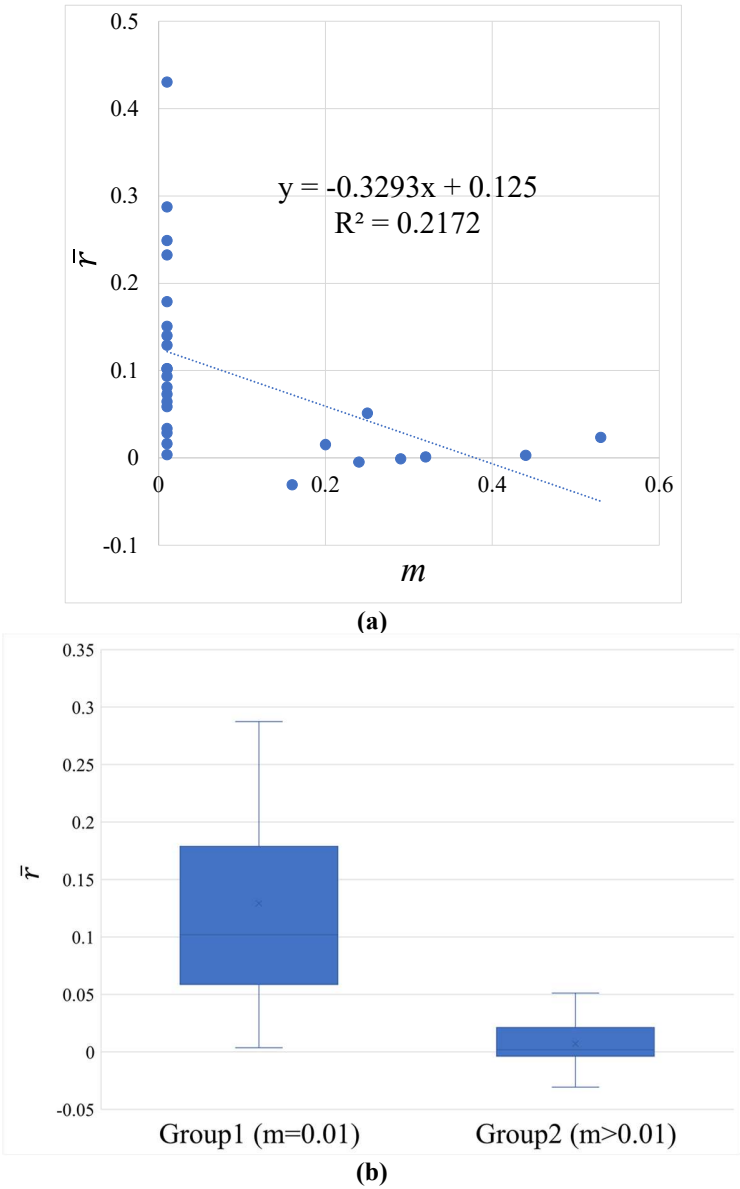 0.5
0.4
y = -0.3293x + 0.125
0.3
R² = 0.2172
r̄
0.2
0.1
0
0 0.2 0.4 0.6
-0.1
m
(a)
0.35
0.3
0.25
0.2
r̄
0.15
0.1
0.05
0
-0.05
Group1 (m=0.01) Group2 (m>0.01)
(b)